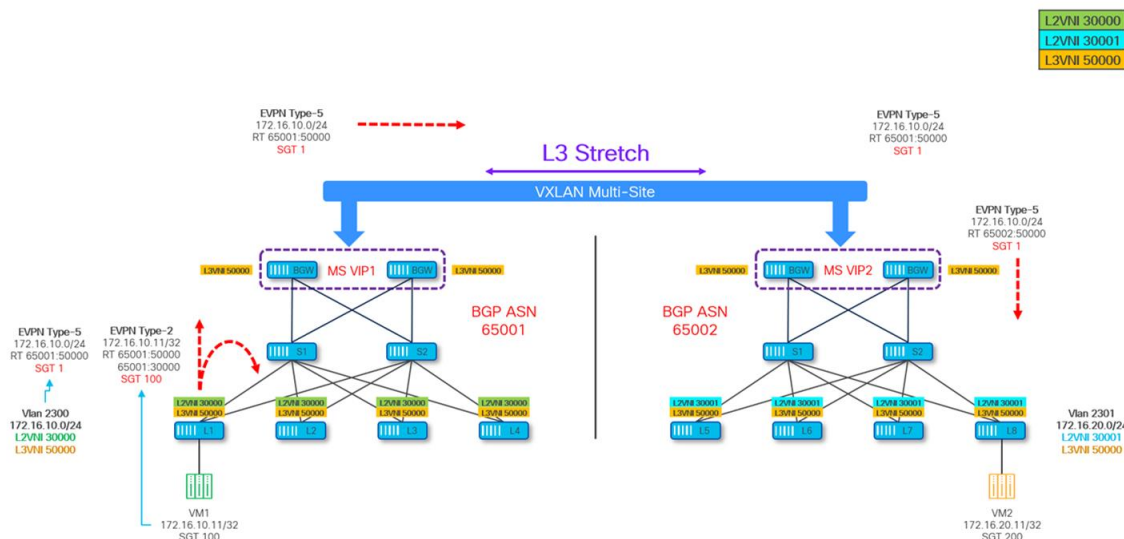 L2VNI 30000
L2VNI 30001
L3VNI 50000
EVPN Type-5
172.16.10.0/24
RT 65001:50000
SGT 1
EVPN Type-5
172.16.10.0/24
RT 65001:50000
SGT 1
L3 Stretch
VXLAN Multi-Site
EVPN Type-5
172.16.10.0/24
RT 65002:50000
SGT 1
L3VNI 50000
BGW
MS VIP1
BGW
L3VNI 50000
L3VNI 50000
BGW
MS VIP2
BGW
L3VNI 50000
BGP ASN
65001
BGP ASN
65002
EVPN Type-5
172.16.10.0/24
RT 65001:50000
SGT 1
EVPN Type-2
172.16.10.11/32
RT 65001:50000
65001:30000
SGT 100
S1
S2
S1
S2
Vlan 2300
172.16.10.0/24
L2VNI 30000
L3VNI 50000
L2VNI 30000
L3VNI 50000
L1
L2VNI 30000
L3VNI 50000
L2
L2VNI 30000
L3VNI 50000
L3
L2VNI 30000
L3VNI 50000
L4
L2VNI 30001
L3VNI 50000
L5
L2VNI 30001
L3VNI 50000
L6
L2VNI 30001
L3VNI 50000
L7
L2VNI 30001
L3VNI 50000
L8
Vlan 2301
172.16.20.0/24
L2VNI 30001
L3VNI 50000
VM1
172.16.10.11/32
SGT 100
VM2
172.16.20.11/32
SGT 200